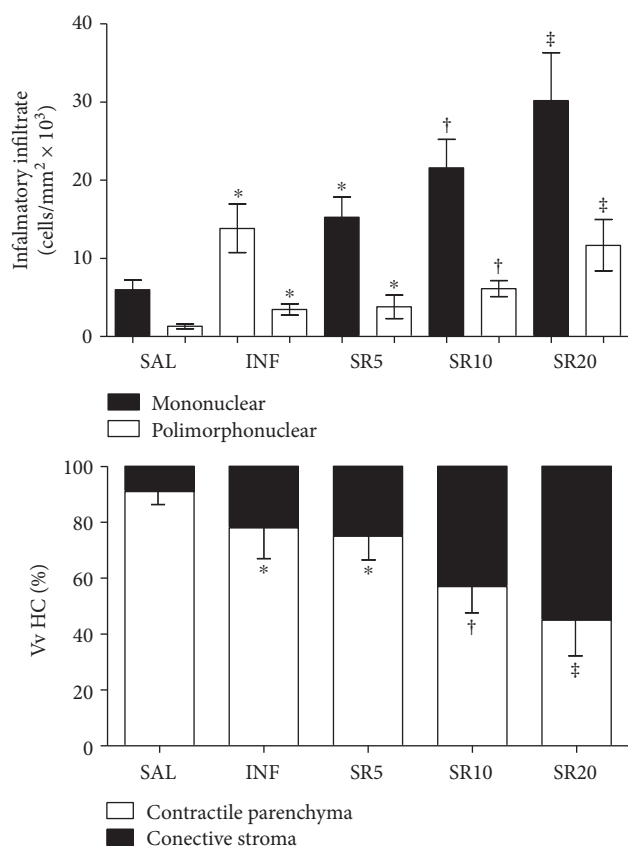 Infalmatory infiltrate
(cells/mm² × 10³)
40
30
20
10
0
*
*
*
*
†
†
‡
‡
SAL
INF
SR5
SR10
SR20
Mononuclear
Polimorphonuclear
Vv HC (%)
100
80
60
40
20
0
*
*
†
‡
SAL
INF
SR5
SR10
SR20
Contractile parenchyma
Conective stroma